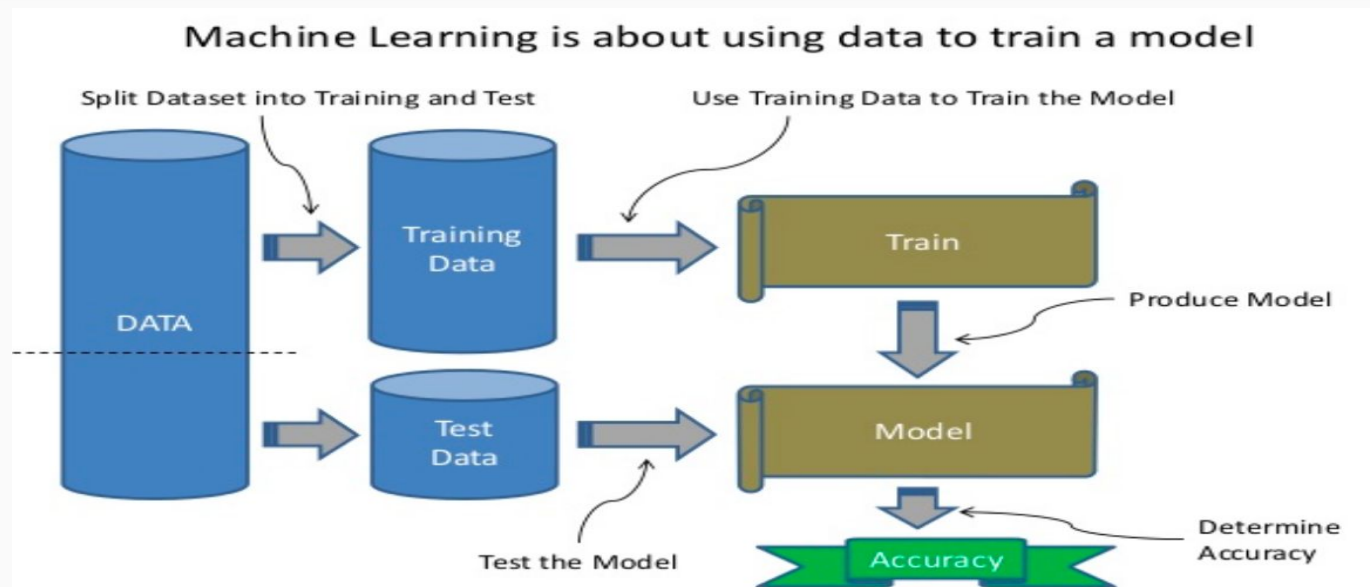 Machine Learning is about using data to train a model
Split Dataset into Training and Test
Use Training Data to Train the Model
DATA
Training
Data
Train
Produce Model
Test
Data
Model
Test the Model
Determine
Accuracy
Accuracy